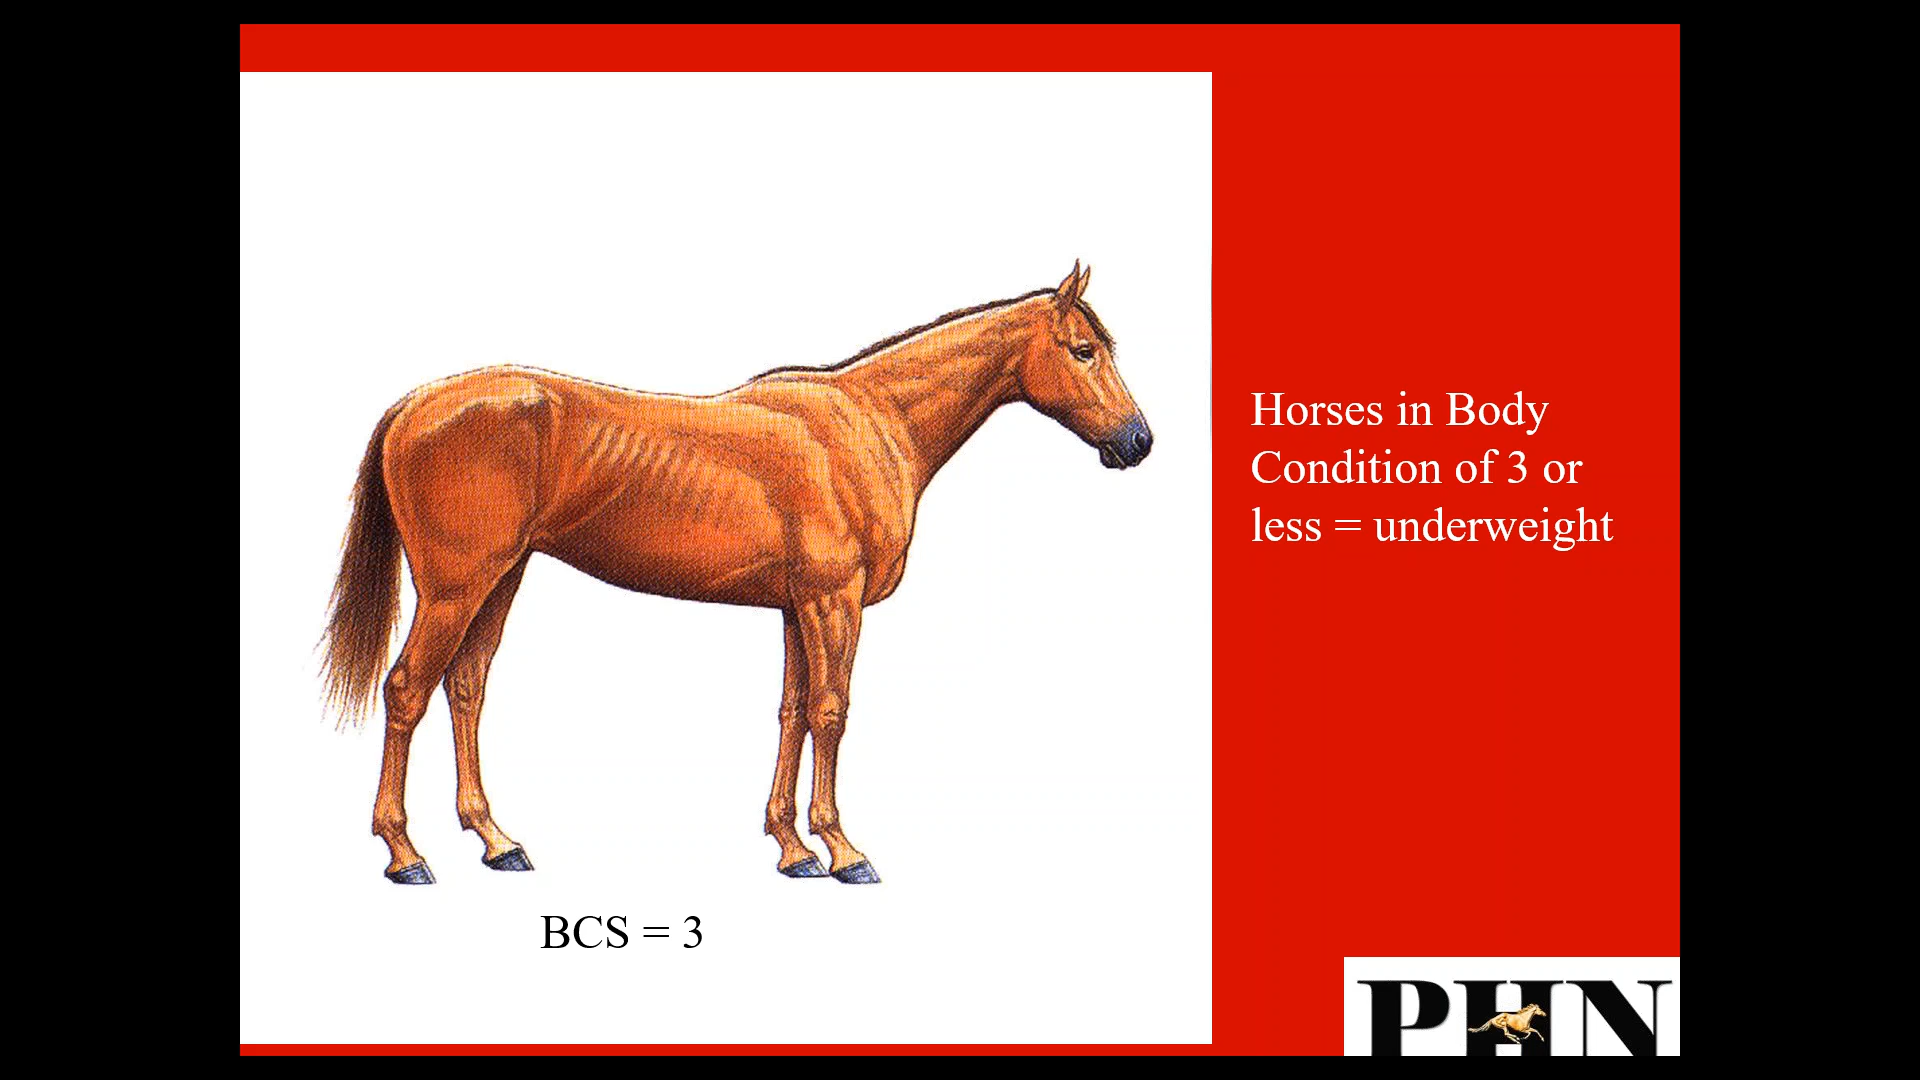 Horses in Body
Condition of 3 or
less = underweight
BCS = 3
PHN